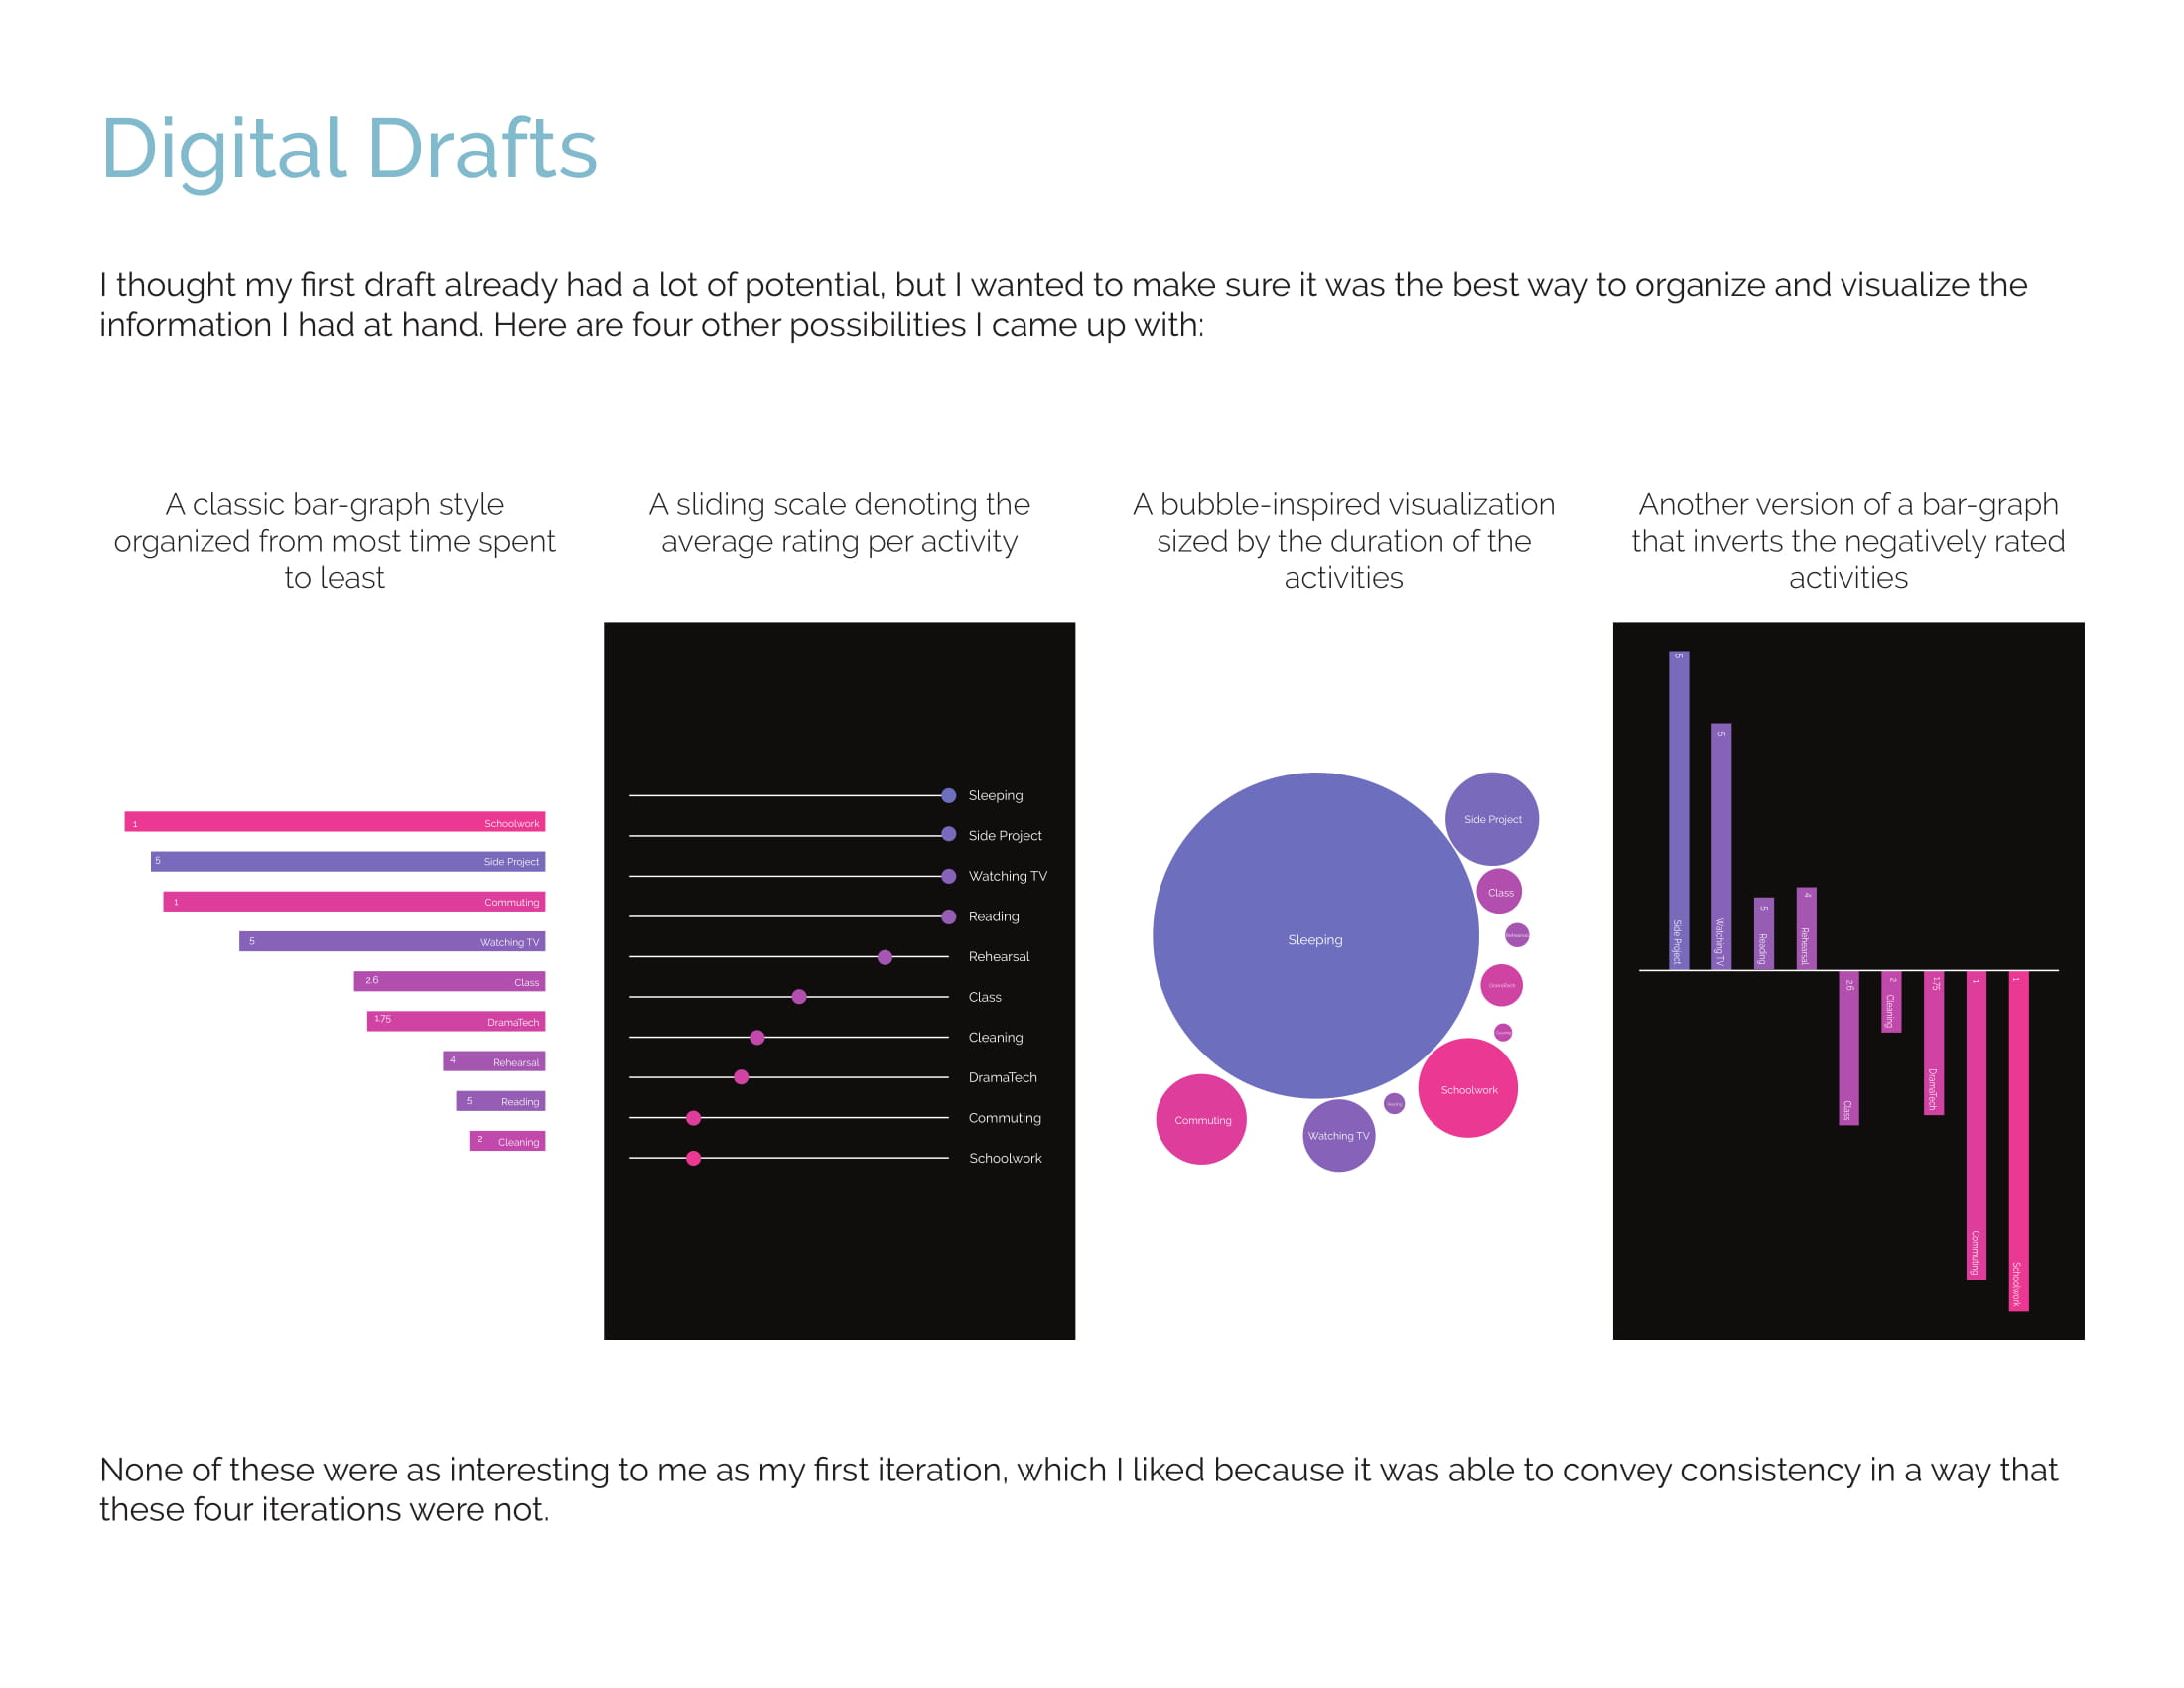 Digital Drafts
I thought my first draft already had a lot of potential, but I wanted to make sure it was the best way to organize and visualize the
information I had at hand. Here are four other possibilities I came up with:
A classic bar-graph style
organized from most time spent
to least
1 Schoolwork
5 Side Project
1 Commuting
5 Watching TV
2.6 Class
1.75 DramaTech
4 Rehearsal
5 Reading
2 Cleaning
A sliding scale denoting the
average rating per activity
Sleeping
Side Project
Watching TV
Reading
Rehearsal
Class
Cleaning
DramaTech
Commuting
Schoolwork
A bubble-inspired visualization
sized by the duration of the
activities
Sleeping
Side Project
Class
Rehearsal
DramaTech
Schoolwork
Reading
Watching TV
Commuting
Another version of a bar-graph
that inverts the negatively rated
activities
5 Side Project
5 Watching TV
5 Reading
4 Rehearsal
2.6 Class
2 Cleaning
1.75 DramaTech
1 Commuting
1 Schoolwork
None of these were as interesting to me as my first iteration, which I liked because it was able to convey consistency in a way that
these four iterations were not.